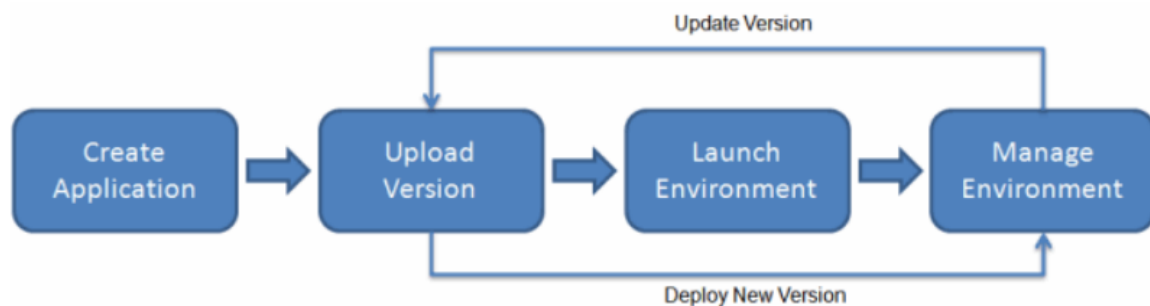 Update Version
Create
Application
Upload
Version
Launch
Environment
Manage
Environment
Deploy New Version